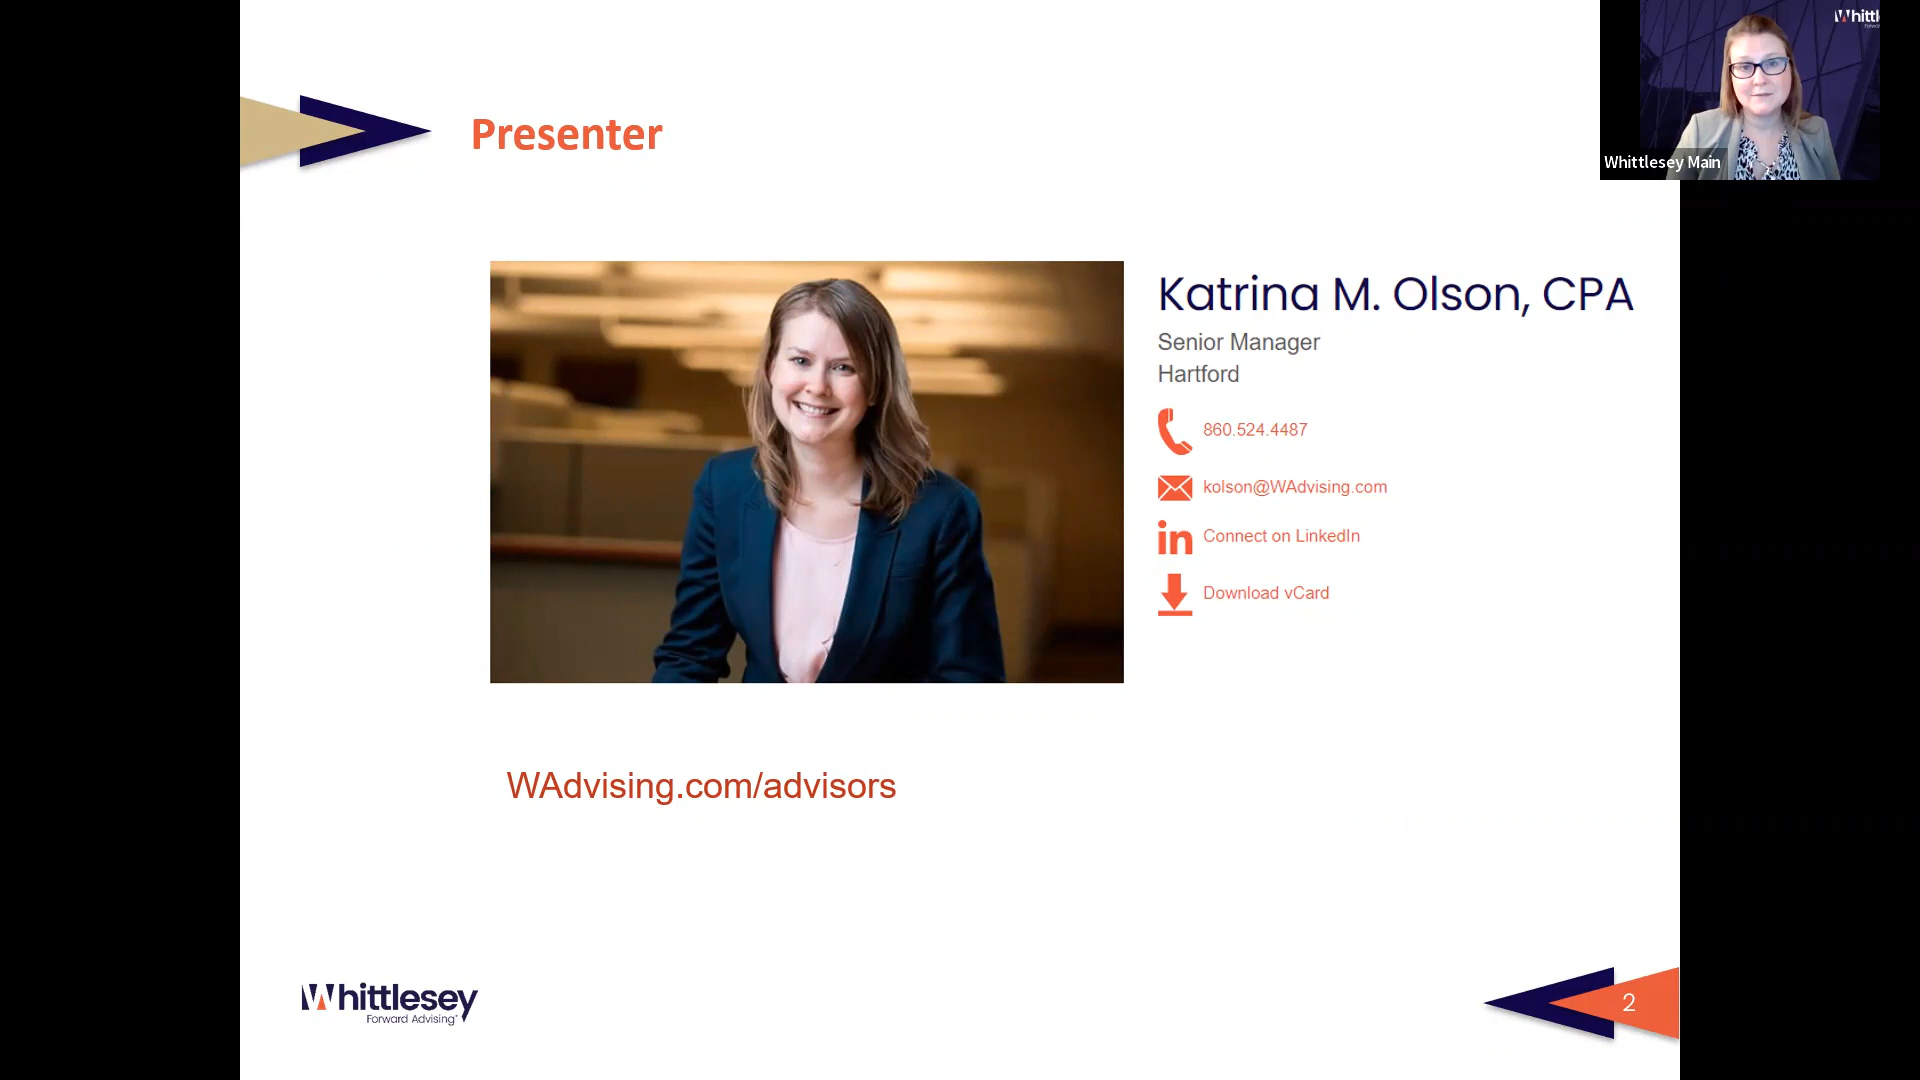 Presenter
Whittl
Whittlesey Main
Katrina M. Olson, CPA
Senior Manager
Hartford
860.524.4487
kolson@WAdvising.com
Connect on LinkedIn
Download vCard
WAdvising.com/advisors
Whittlesey
Forward Advising
2